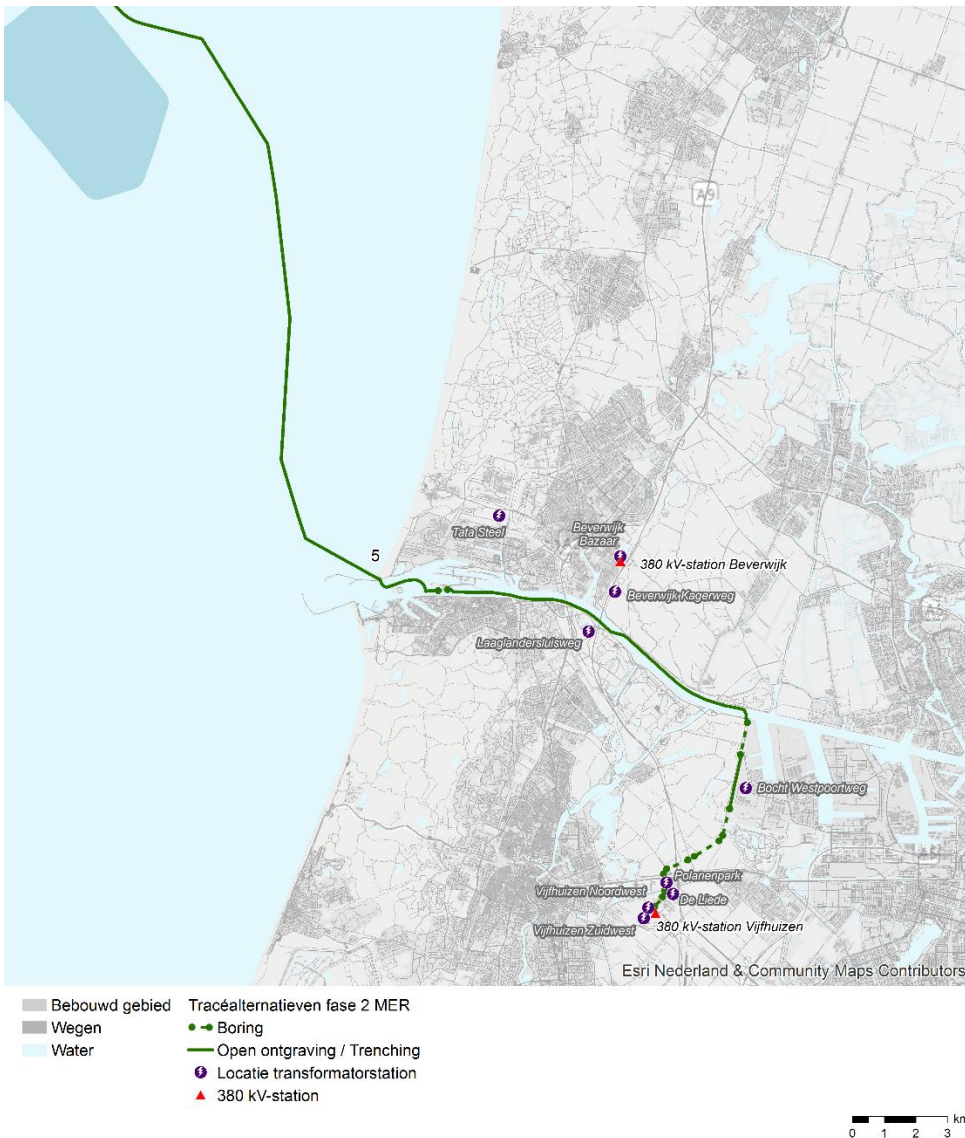 A9
5
Tata Steel
Beverwijk
Bazaar
380 kV-station Beverwijk
Beverwijk Kagerweg
Laaglandersluisweg
Bocht Westpoortweg
Polanenpark
Vijfhuizen Noordwest
De Liede
Vijfhuizen Zuidwest
380 kV-station Vijfhuizen
Esri Nederland & Community Maps Contributors
Bebouwd gebied
Wegen
Water
Tracéalternatieven fase 2 MER
Boring
Open ontgraving / Trenching
Locatie transformatorstation
380 kV-station
km
0 1 2 3